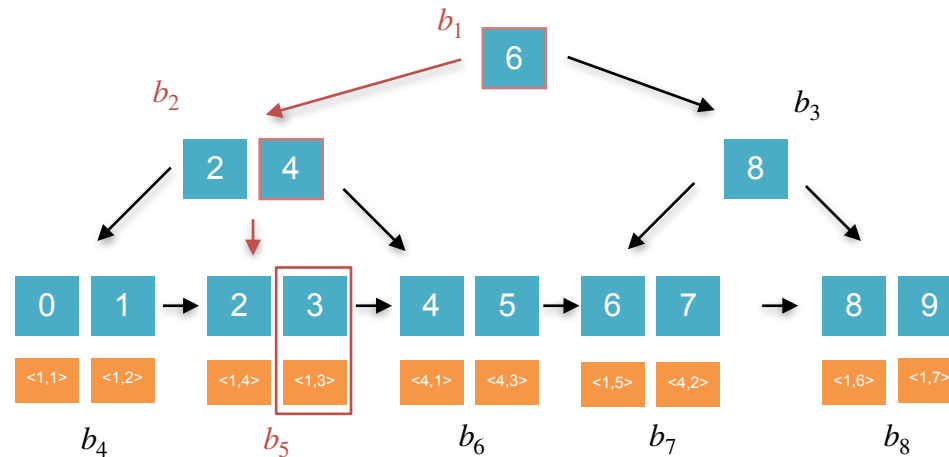 b₁
6
b₂
b₃
2 4
8
0 1 2 3 4 5 6 7 8 9
<1,1> <1,2> <1,4> <1,3> <4,1> <4,3> <1,5> <4,2> <1,6> <1,7>
b₄ b₅ b₆ b₇ b₈